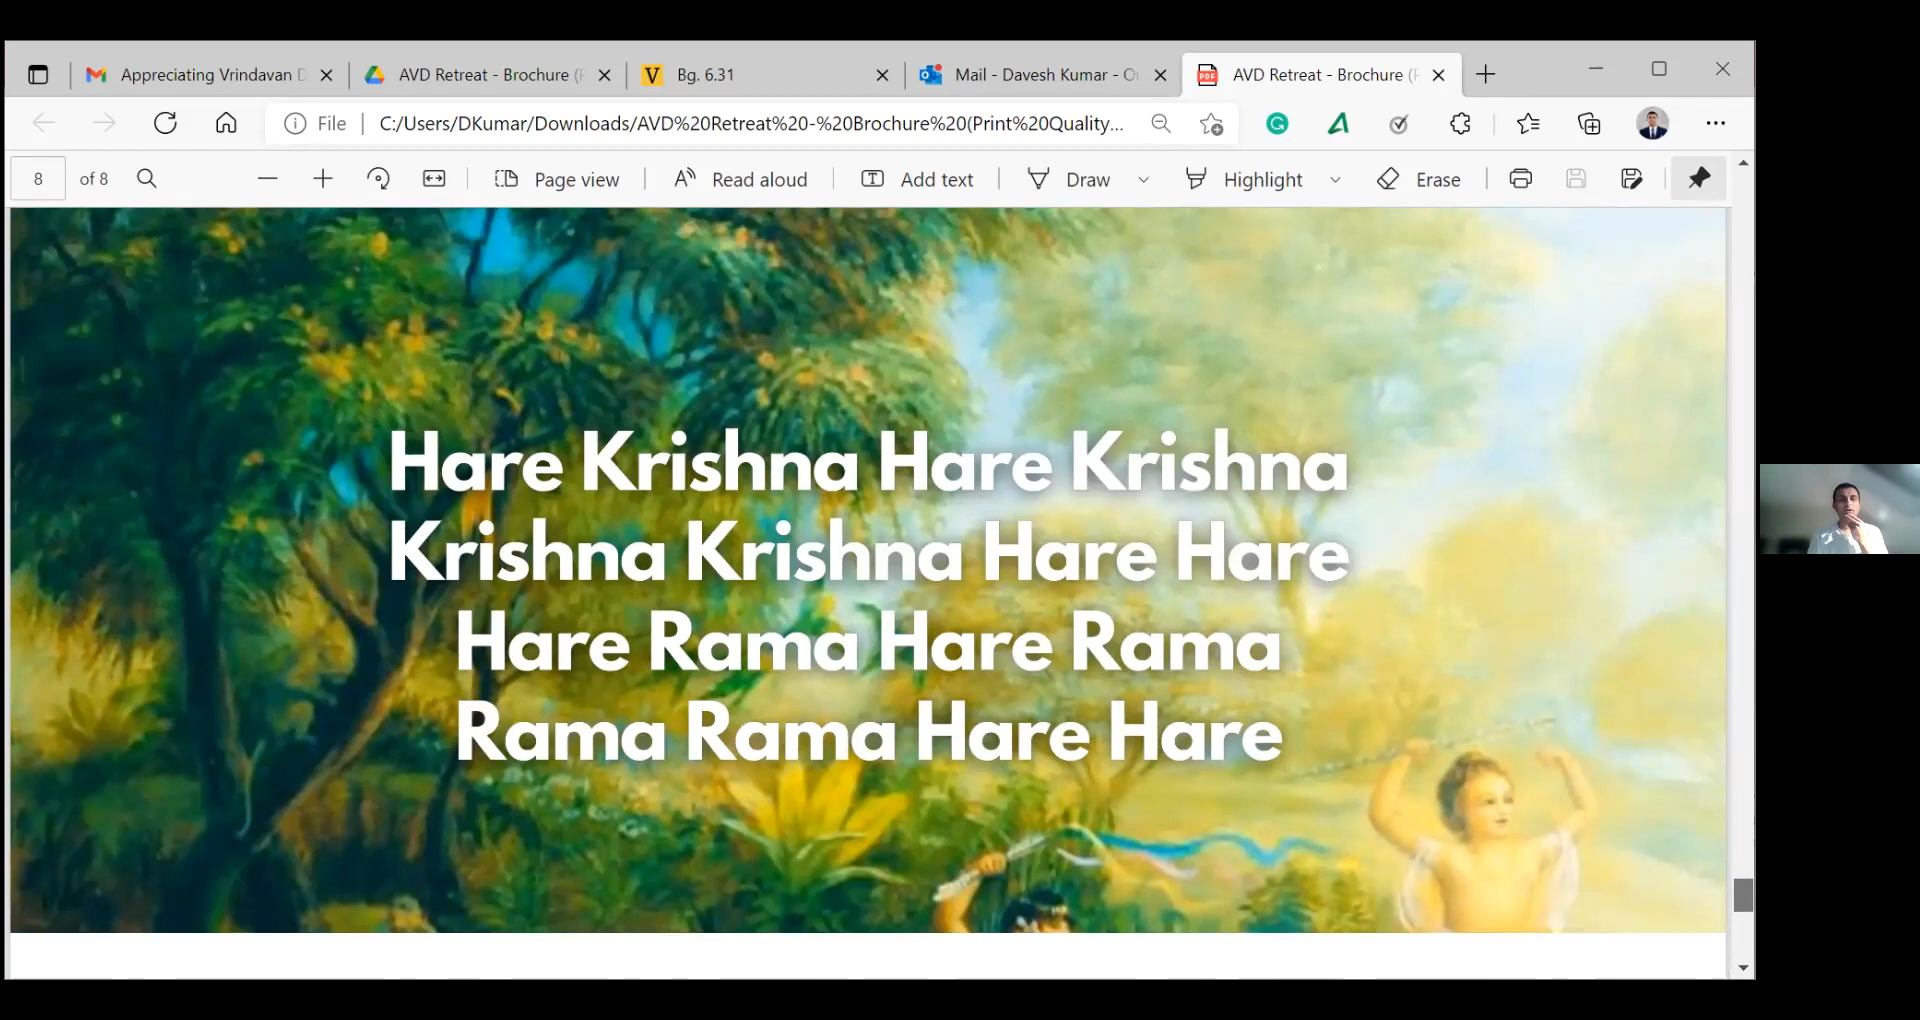 Appreciating Vrindavan D
AVD Retreat - Brochure (F
Bg. 6.31
Mail - Davesh Kumar - O
AVD Retreat - Brochure (F
File
C:/Users/DKumar/Downloads/AVD%20Retreat%20-%20Brochure%20(Print%20Quality...
8 of 8
Page view
Read aloud
Add text
Draw
Highlight
Erase
Hare Krishna Hare Krishna
Krishna Krishna Hare Hare
Hare Rama Hare Rama
Rama Rama Hare Hare